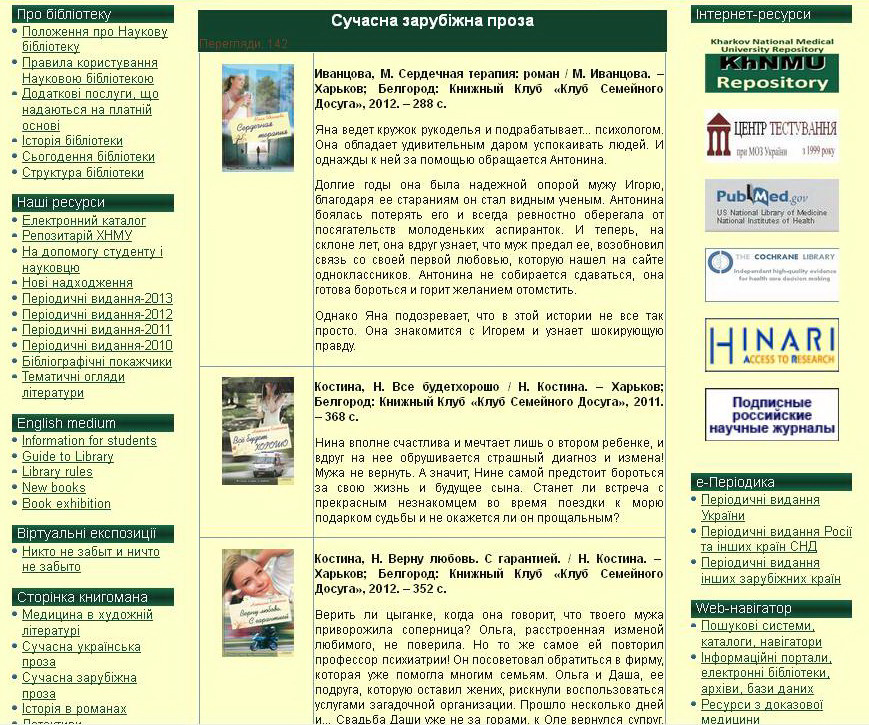 Про бібліотеку
Положення про Наукову
бібліотеку
Правила користування
Науковою бібліотекою
Додаткові послуги, що
надаються на платній
основі
Історія бібліотеки
Сьогодення бібліотеки
Структура бібліотеки
Наші ресурси
Електронний каталог
Репозитарій ХНМУ
На допомогу студенту і
науковцю
Нові надходження
Періодичні видання-2013
Періодичні видання-2012
Періодичні видання-2011
Періодичні видання-2010
Бібліографічні покажчики
Тематичні огляди
літератури
English medium
Information for students
Guide to Library
Library rules
New books
Book exhibition
Віртуальні експозиції
Никто не забыт и ничто
не забыто
Сторінка книгомана
Медицина в художній
літературі
Сучасна українська
проза
Сучасна зарубіжна
проза
Історія в романах
Детективи
Сучасна зарубіжна проза
Перегляди: 142
Сердечная
терапия
Иванцова, М. Сердечная терапия: роман / М. Иванцова. –
Харьков; Белгород: Книжный Клуб «Клуб Семейного
Досуга», 2012. – 288 с.
Яна ведет кружок рукоделья и подрабатывает... психологом.
Она обладает удивительным даром успокаивать людей. И
однажды к ней за помощью обращается Антонина.
Долгие годы она была надежной опорой мужу Игорю,
благодаря ее стараниям он стал видным ученым. Антонина
боялась потерять его и всегда ревностно оберегала от
посягательств молоденьких аспиранток. И теперь, на
склоне лет, она вдруг узнает, что муж предал ее, возобновил
связь со своей первой любовью, которую нашел на сайте
одноклассников. Антонина не собирается сдаваться, она
готова бороться и горит желанием отомстить.
Однако Яна подозревает, что в этой истории не все так
просто. Она знакомится с Игорем и узнает шокирующую
правду.
Всё будет
хорошо
Костина, Н. Все будетхорошо / Н. Костина. – Харьков;
Белгород: Книжный Клуб «Клуб Семейного Досуга», 2011.
– 368 с.
Нина вполне счастлива и мечтает лишь о втором ребенке, и
вдруг на нее обрушивается страшный диагноз и измена!
Мужа не вернуть. А значит, Нине самой предстоит бороться
за свою жизнь и будущее сына. Станет ли встреча с
прекрасным незнакомцем во время поездки к морю
подарком судьбы и не окажется ли он прощальным?
Верну любовь.
С гарантией
Костина, Н. Верну любовь. С гарантией. / Н. Костина. –
Харьков; Белгород: Книжный Клуб «Клуб Семейного
Досуга», 2012. – 352 с.
Верить ли цыганке, когда она говорит, что твоего мужа
приворожила соперница? Ольга, расстроенная изменой
любимого, не поверила. Но то же самое ей повторил
профессор психиатрии! Он посоветовал обратиться в фирму,
которая уже помогла многим семьям. Ольга и Даша, ее
подруга, которую оставил жених, рискнули воспользоваться
услугами загадочной организации. Прошло несколько дней
и... Свадьба Даши уже не за горами, к Оле вернулся супруг,
Інтернет-ресурси
Kharkov National Medical
University Repository
KhNMU
Repository
ЦЕНТР ТЕСТУВАННЯ
при МОЗ України з 1999 року
PubMed.gov
US National Library of Medicine
National Institutes of Health
THE COCHRANE LIBRARY
Independent high-quality evidence
for health care decision making
HINARI
ACCESS TO RESEARCH
Подписные
российские
научные журналы
е-Періодика
Періодичні видання
України
Періодичні видання Росії
та інших країн СНД
Періодичні видання
інших зарубіжних країн
Web-навігатор
Пошукові системи,
каталоги, навігатори
Інформаційні портали,
електронні бібліотеки,
архіви, бази даних
Ресурси з доказової
медицини